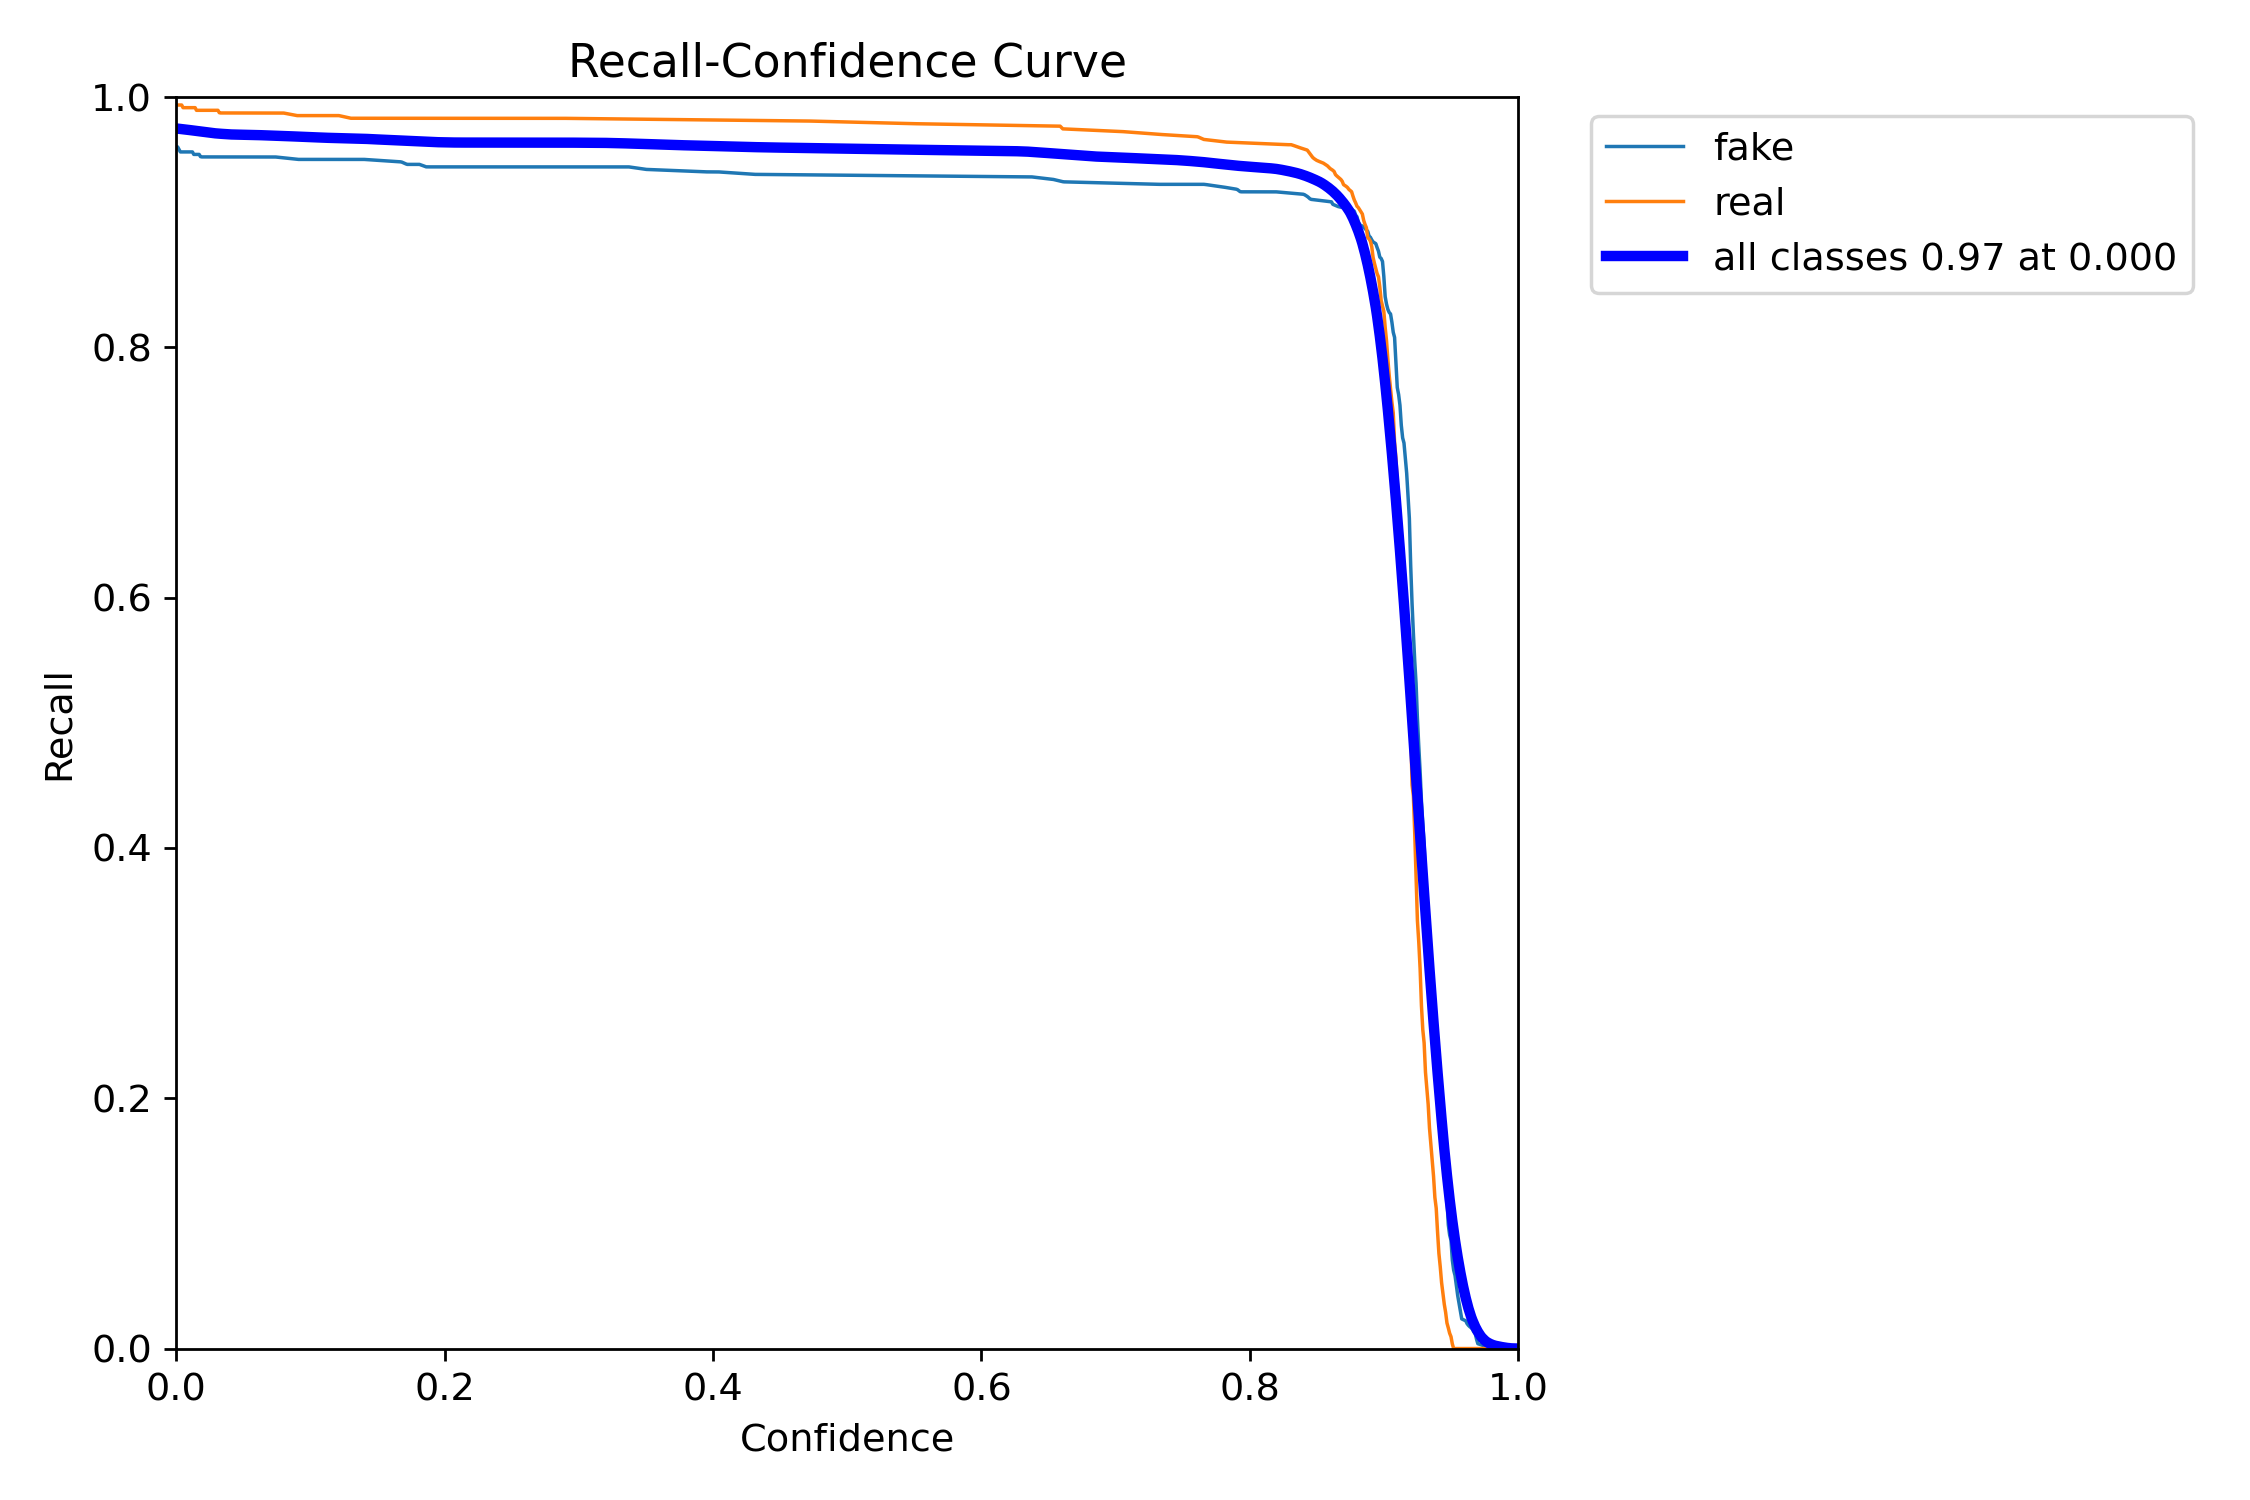 Recall-Confidence Curve
1.0
0.8
0.6
0.4
0.2
0.0
Recall
0.0 0.2 0.4 0.6 0.8 1.0
Confidence
fake
real
all classes 0.97 at 0.000